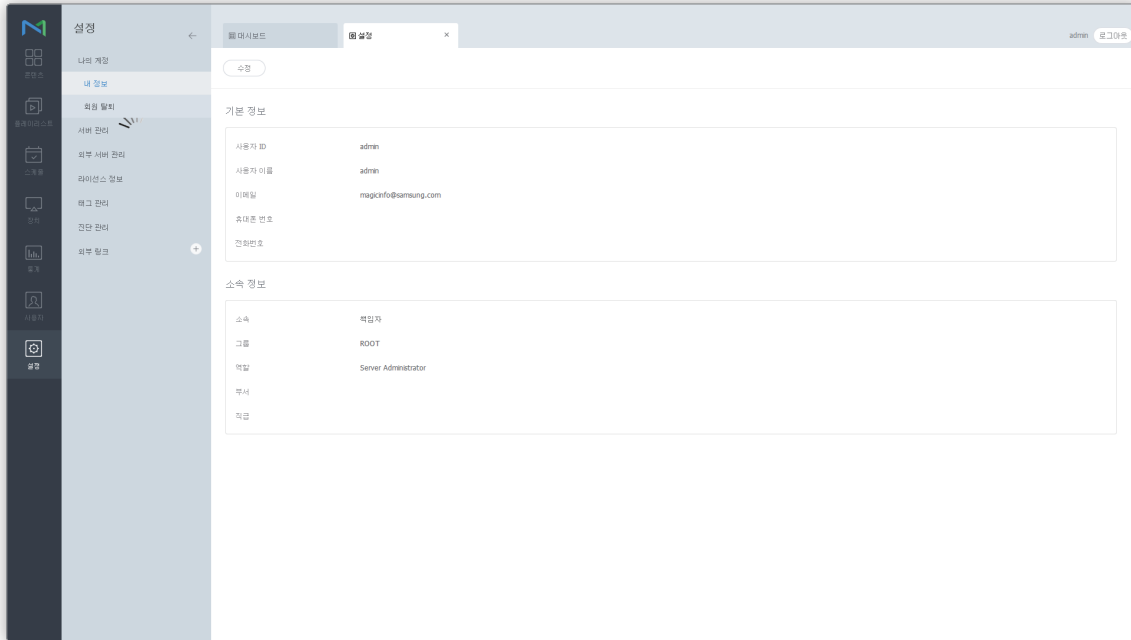 설정
←
대시보드
설정
×
admin
로그아웃
콘텐츠
플레이리스트
스케줄
장치
통계
사용자
설정
나의 계정
내 정보
회원 탈퇴
서버 관리
외부 서버 관리
라이선스 정보
태그 관리
진단 관리
외부 링크
+
수정
기본 정보
사용자 ID admin
사용자 이름 admin
이메일 magicinfo@samsung.com
휴대폰 번호
전화번호
소속 정보
소속 책임자
그룹 ROOT
역할 Server Administrator
부서
직급